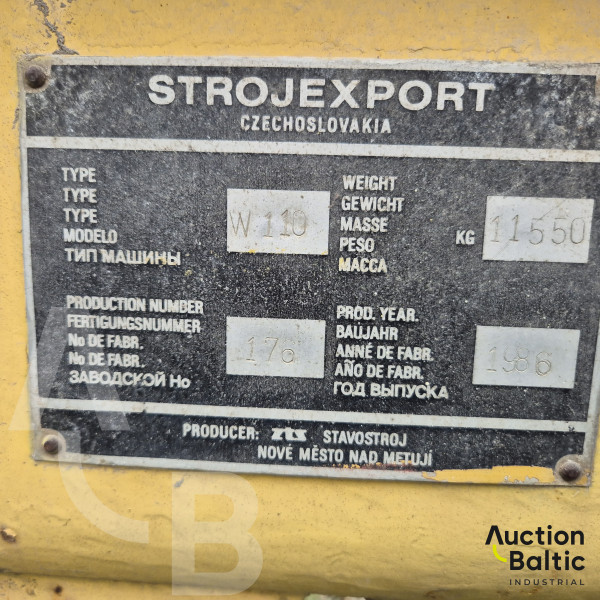 STROJEXPORT
CZECHOSLOVAKIA
TYPE
TYPE
TYPE
MODELO
ТИП МАШИНЫ
W 110
WEIGHT
GEWICHT
MASSE
PESO
МАССА
KG 11550
PRODUCTION NUMBER
FERTIGUNGSNUMMER
No DE FABR.
No DE FABR.
ЗАВОДСКОЙ Но
PROD. YEAR.
BAUJAHR
ANNÉ DE FABR.
AÑO DE FABR.
ГОД ВЫПУСКА
1986
PRODUCER: ZTS STAVOSTROJ
NOVÉ MĚSTO NAD METUJÍ
ACB
Auction
Baltic
INDUSTRIAL